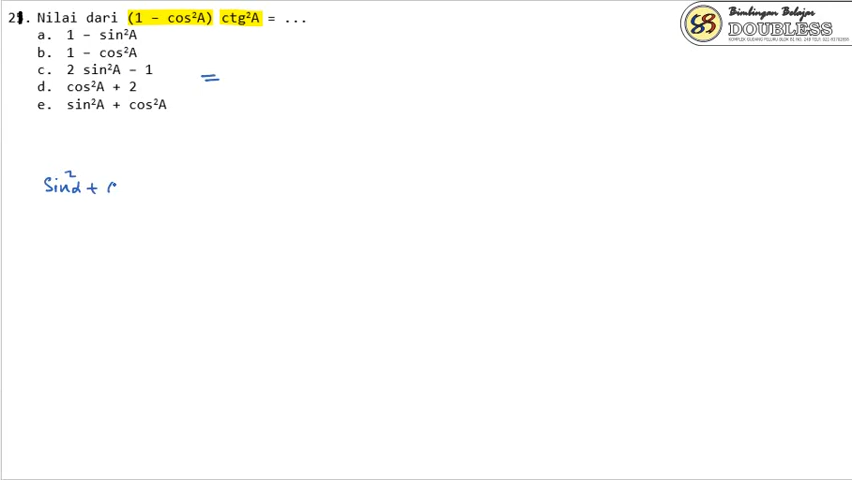 21. Nilai dari (1 – cos²A) ctg²A = ...
a. 1 – sin²A
b. 1 – cos²A
c. 2 sin²A – 1
d. cos²A + 2
e. sin²A + cos²A
=
Sin²α +
Bimbingan Belajar
DOUBLESS